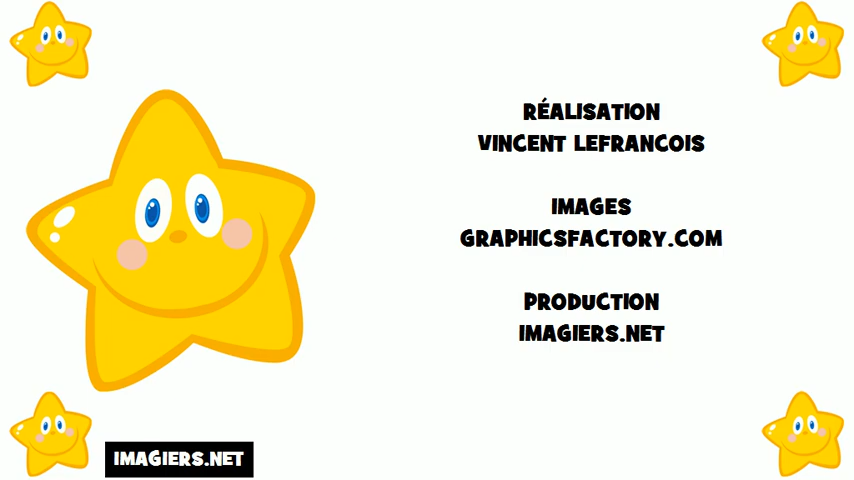 RÉALISATION
VINCENT LEFRANCOIS
IMAGES
GRAPHICSFACTORY.COM
PRODUCTION
IMAGIERS.NET
IMAGIERS.NET